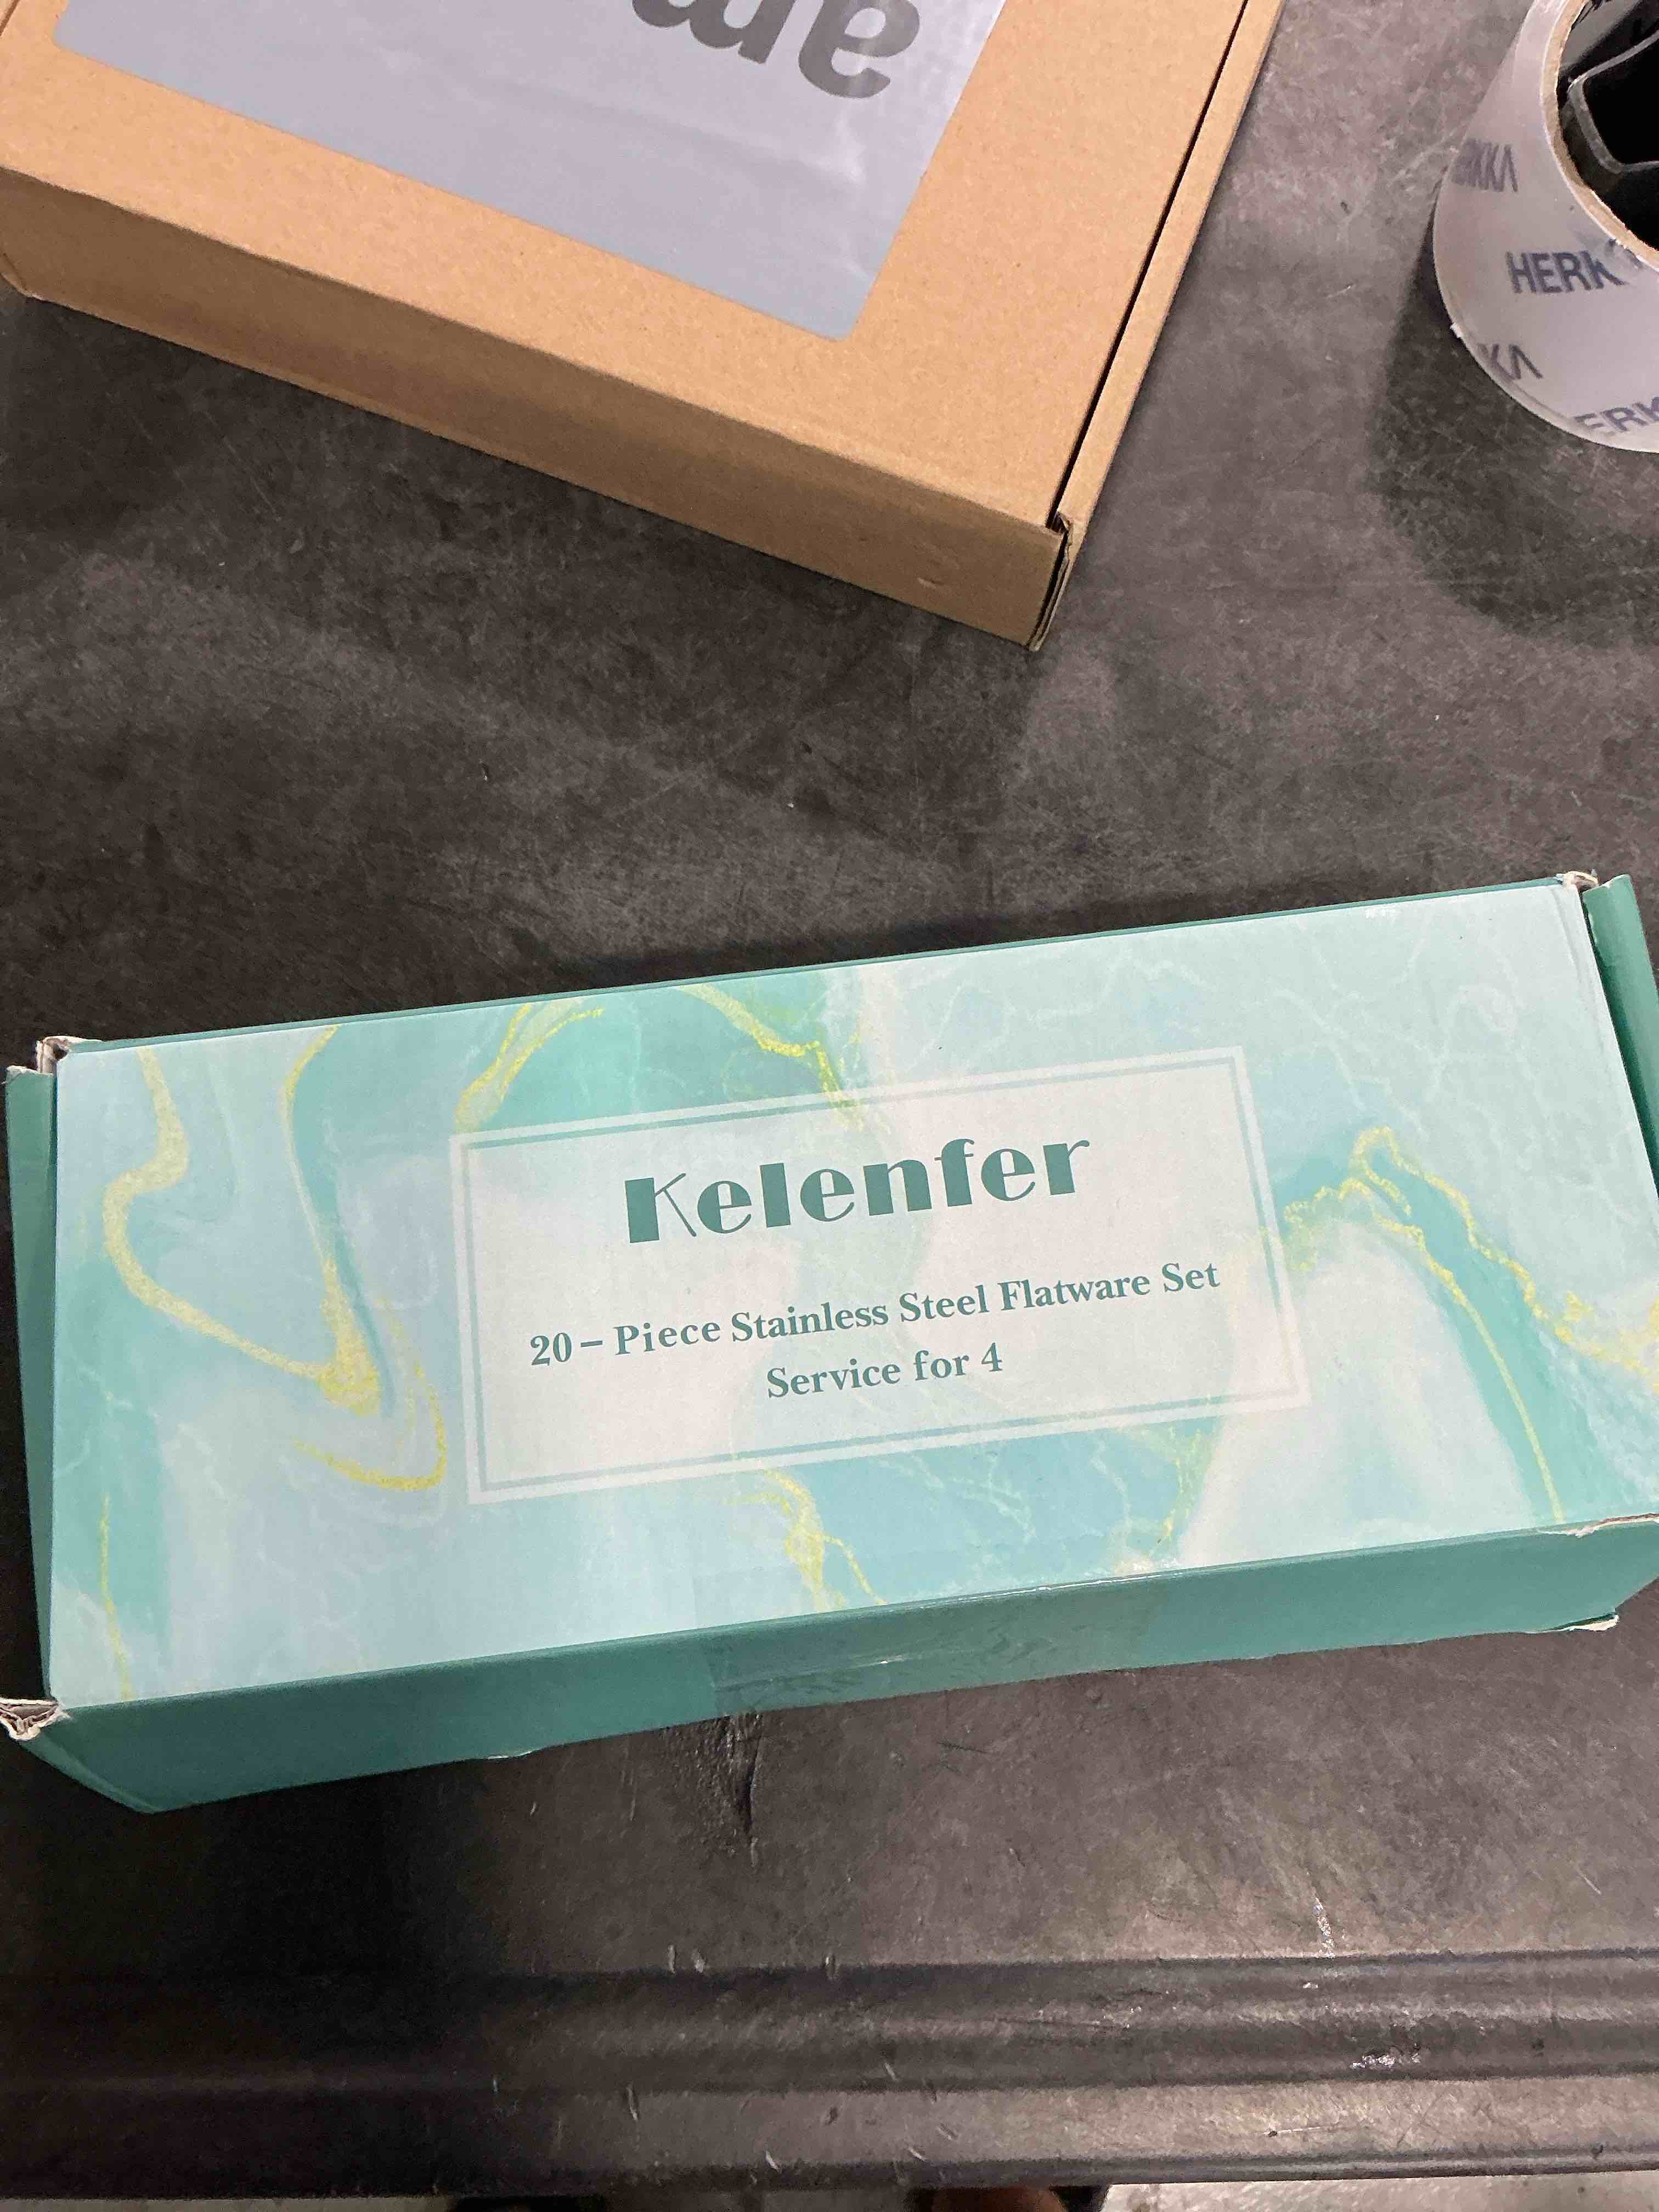 HERK
Kelenfer
20-Piece Stainless Steel Flatware Set
Service for 4